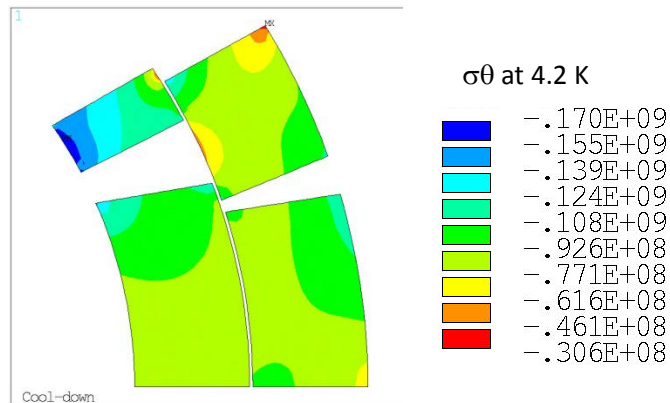 1
MX
σθ at 4.2 K
-.170E+09
-.155E+09
-.139E+09
-.124E+09
-.108E+09
-.926E+08
-.771E+08
-.616E+08
-.461E+08
-.306E+08
Cool-down